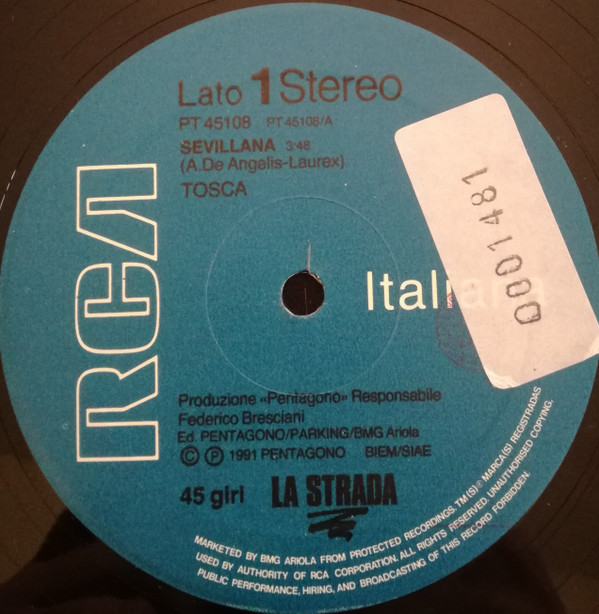 Lato 1 Stereo
PT 45108 PT 45108/A
SEVILLANA 3:48
(A.De Angelis-Laurex)
TOSCA
RCA
Italiana
0001481
Produzione «Pentagono» Responsabile
Federico Bresciani
Ed. PENTAGONO/PARKING/BMG Ariola
© ℗ 1991 PENTAGONO BIEM/SIAE
45 giri LA STRADA
MARKETED BY BMG ARIOLA FROM PROTECTED RECORDINGS. TM(S)® MARCA(S) REGISTRADAS
USED BY AUTHORITY OF RCA CORPORATION. ALL RIGHTS RESERVED. UNAUTHORISED COPYING.
PUBLIC PERFORMANCE, HIRING, AND BROADCASTING OF THIS RECORD FORBIDDEN.